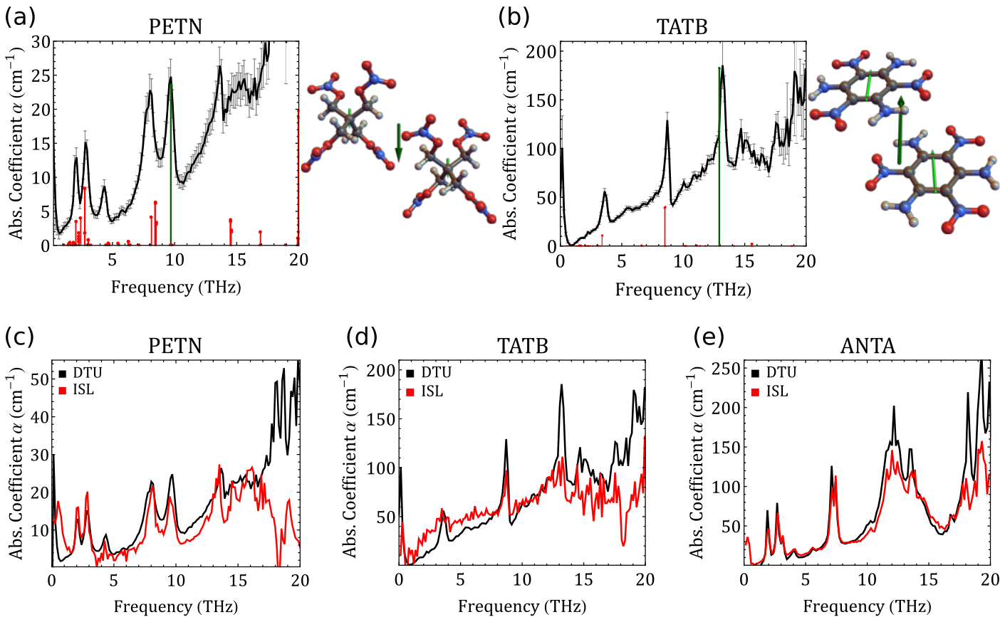 (a)
PETN
Abs. Coefficient α (cm⁻¹)
30
25
20
15
10
5
0
5
10
15
20
Frequency (THz)
(b)
TATB
Abs. Coefficient α (cm⁻¹)
200
150
100
50
0
0
5
10
15
20
Frequency (THz)
(c)
PETN
DTU
ISL
Abs. Coefficient α (cm⁻¹)
50
40
30
20
10
0
5
10
15
20
Frequency (THz)
(d)
TATB
DTU
ISL
Abs. Coefficient α (cm⁻¹)
200
150
100
50
0
5
10
15
20
Frequency (THz)
(e)
ANTA
DTU
ISL
Abs. Coefficient α (cm⁻¹)
250
200
150
100
50
0
5
10
15
20
Frequency (THz)